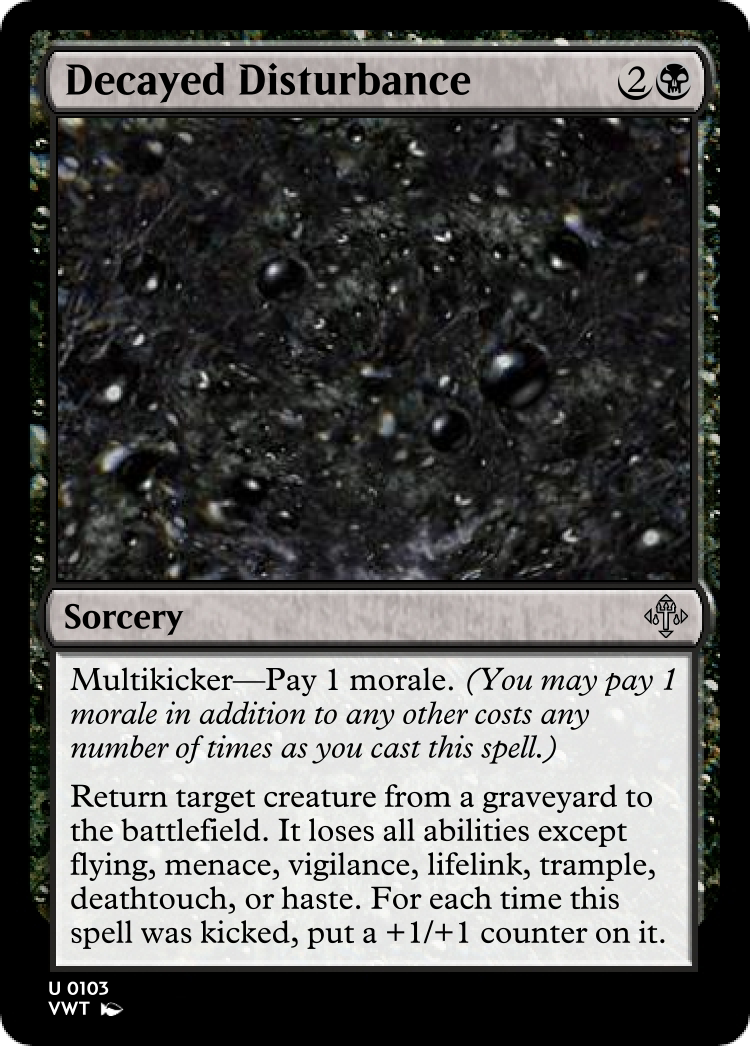 Decayed Disturbance 2
Sorcery
Multikicker—Pay 1 morale. (You may pay 1
morale in addition to any other costs any
number of times as you cast this spell.)
Return target creature from a graveyard to
the battlefield. It loses all abilities except
flying, menace, vigilance, lifelink, trample,
deathtouch, or haste. For each time this
spell was kicked, put a +1/+1 counter on it.
U 0103
VWT